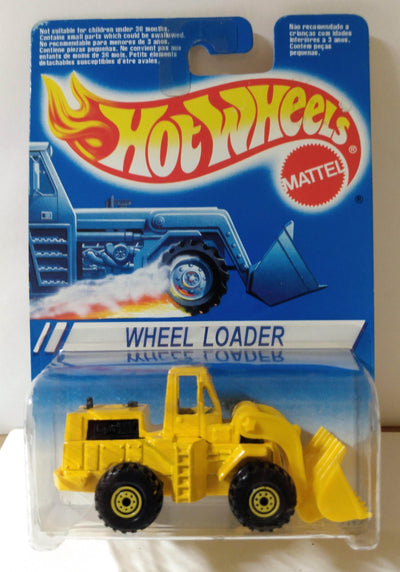 Not suitable for children under 36 months.
Contains small parts which could be swallowed.
No recomendable para menores de 3 años.
Contiene piezas pequeñas. Ne convient pas aux
enfants de moins de 36 mois. Petits éléments
détachables susceptibles d'être avalés.
Não recomendado a
crianças com idades
inferiores a 3 anos.
Contém peças
pequenas.
HOT WHEELS®
MATTEL
®
WHEEL LOADER